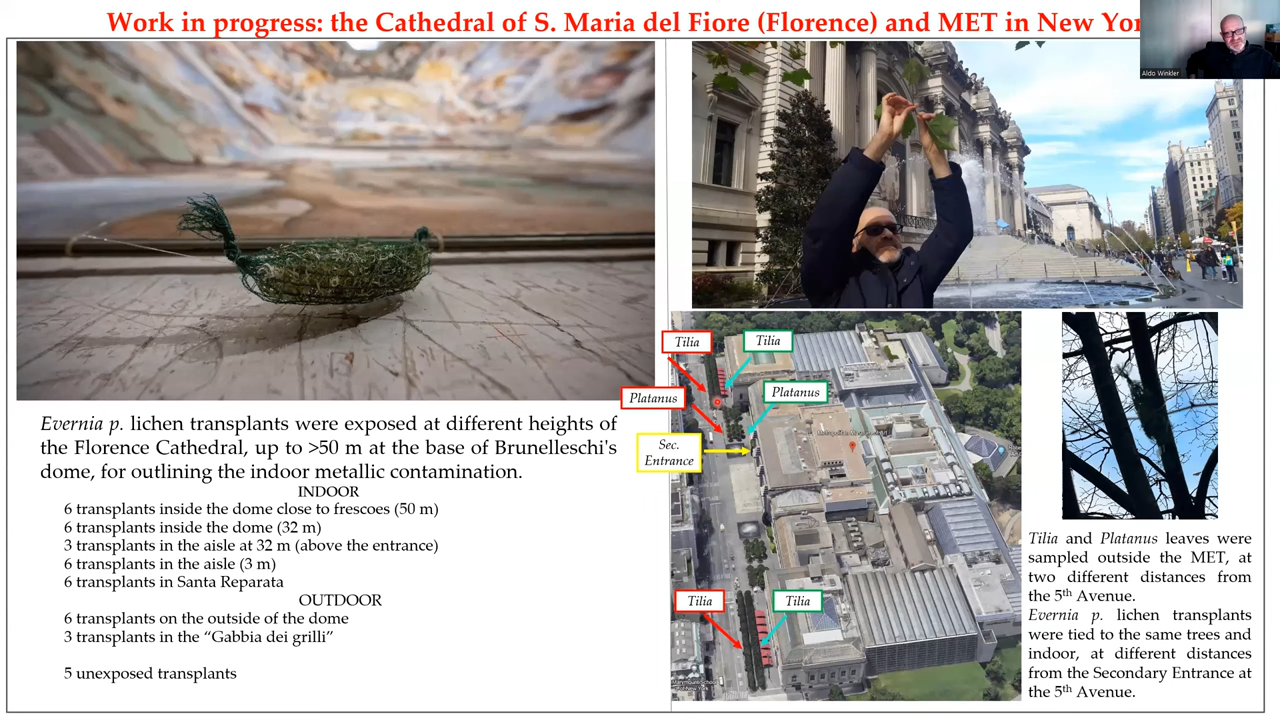 Work in progress: the Cathedral of S. Maria del Fiore (Florence) and MET in New
Aldo Winkler
Evernia p. lichen transplants were exposed at different heights of
the Florence Cathedral, up to >50 m at the base of Brunelleschi's
dome, for outlining the indoor metallic contamination.
INDOOR
6 transplants inside the dome close to frescoes (50 m)
6 transplants inside the dome (32 m)
3 transplants in the aisle at 32 m (above the entrance)
6 transplants in the aisle (3 m)
6 transplants in Santa Reparata
OUTDOOR
6 transplants on the outside of the dome
3 transplants in the “Gabbia dei grilli”
5 unexposed transplants
Tilia
Tilia
Platanus
Platanus
Sec.
Entrance
Tilia
Tilia
Tilia and Platanus leaves were
sampled outside the MET, at
two different distances from
the 5th Avenue.
Evernia p. lichen transplants
were tied to the same trees and
indoor, at different distances
from the Secondary Entrance at
the 5th Avenue.